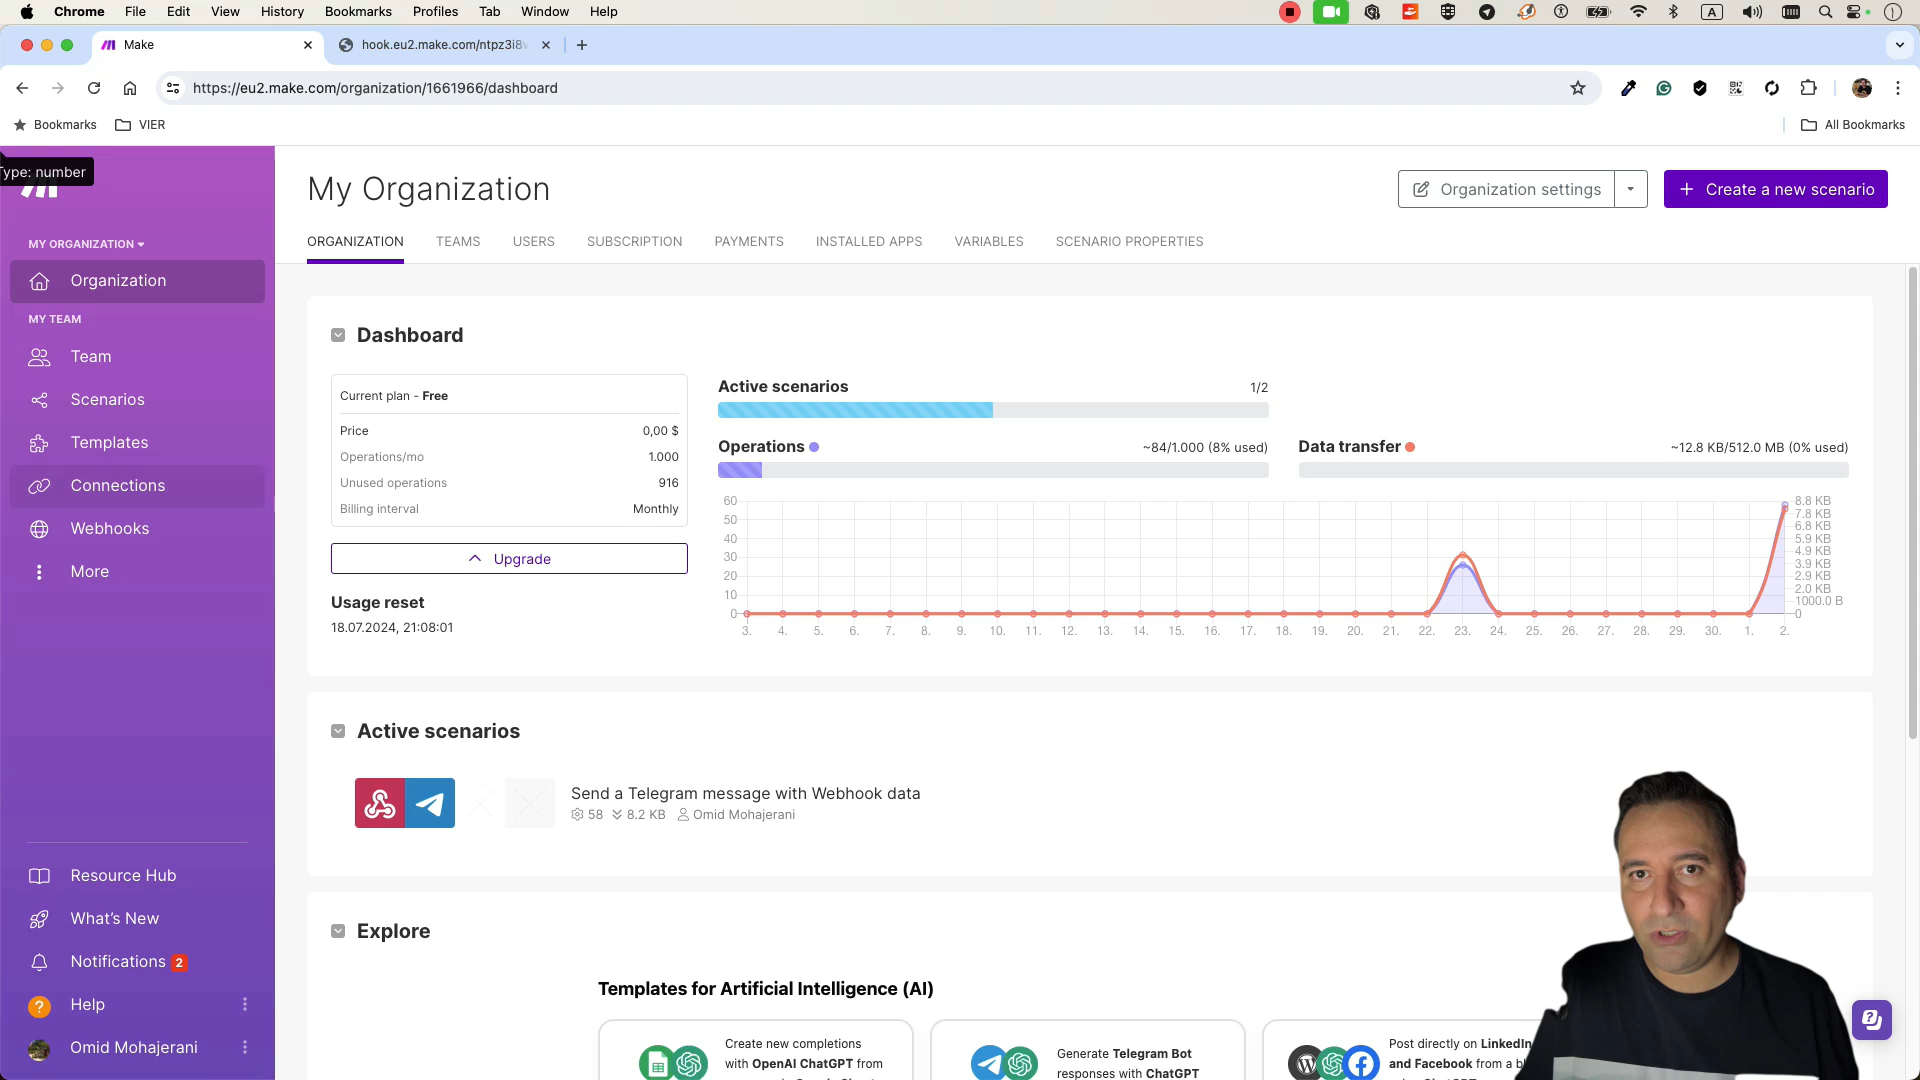 Chrome File Edit View History Bookmarks Profiles Tab Window Help
A
Make
hook.eu2.make.com/ntpz3i8
https://eu2.make.com/organization/1661966/dashboard
Bookmarks
VIER
All Bookmarks
Type: number
MY ORGANIZATION
Organization
MY TEAM
Team
Scenarios
Templates
Connections
Webhooks
More
Resource Hub
What's New
Notifications 2
? Help
Omid Mohajerani
My Organization
Organization settings
+ Create a new scenario
ORGANIZATION TEAMS USERS SUBSCRIPTION PAYMENTS INSTALLED APPS VARIABLES SCENARIO PROPERTIES
Dashboard
Current plan - Free
Price 0,00 $
Operations/mo 1.000
Unused operations 916
Billing interval Monthly
Upgrade
Usage reset
18.07.2024, 21:08:01
Active scenarios 1/2
Operations ~84/1.000 (8% used)
Data transfer ~12.8 KB/512.0 MB (0% used)
60
50
40
30
20
10
0
8.8 KB
7.8 KB
6.8 KB
5.9 KB
4.9 KB
3.9 KB
2.9 KB
2.0 KB
1000.0 B
0
3. 4. 5. 6. 7. 8. 9. 10. 11. 12. 13. 14. 15. 16. 17. 18. 19. 20. 21. 22. 23. 24. 25. 26. 27. 28. 29. 30. 1. 2.
Active scenarios
Send a Telegram message with Webhook data
58 8.2 KB Omid Mohajerani
Explore
Templates for Artificial Intelligence (AI)
Create new completions
with OpenAI ChatGPT from
Generate Telegram Bot
responses with ChatGPT
Post directly on LinkedIn
and Facebook from a